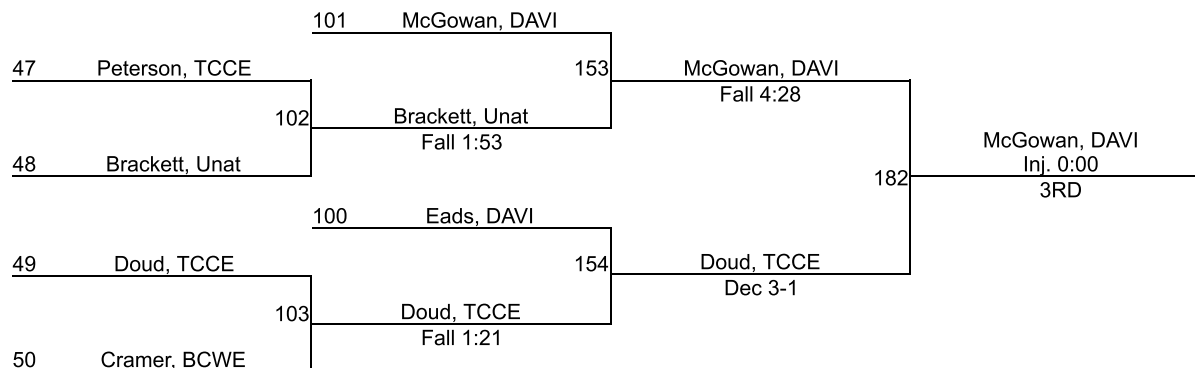 101 McGowan, DAVI
47 Peterson, TCCE
153 McGowan, DAVI
Fall 4:28
102 Brackett, Unat
Fall 1:53
McGowan, DAVI
48 Brackett, Unat
Inj. 0:00
182
3RD
100 Eads, DAVI
49 Doud, TCCE
154 Doud, TCCE
Dec 3-1
103 Doud, TCCE
Fall 1:21
50 Cramer, BCWE